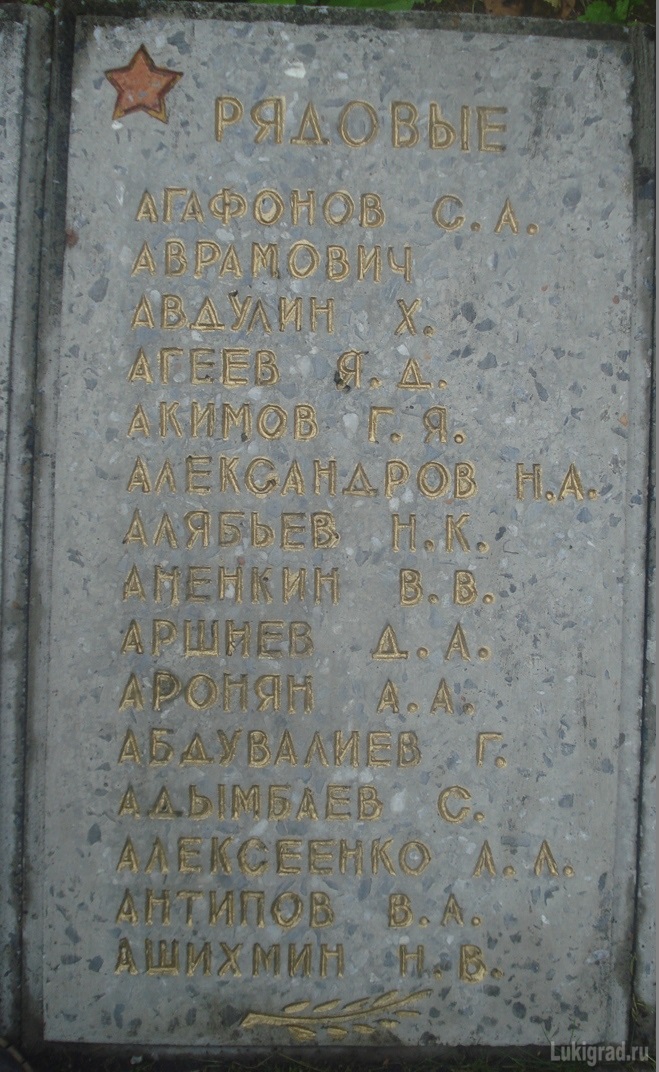 РЯДОВЫЕ
АГАФОНОВ С.А.
АВРАМОВИЧ
АВДУЛИН Х.
АГЕЕВ Я.Д.
АКИМОВ Г.Я.
АЛЕКСАНДРОВ Н.А.
АЛЯБЬЕВ Н.К.
АНЕНКИН В.В.
АРШНЕВ Д.А.
АРОНЯН А.А.
АБДУВАЛИЕВ Г.
АДЫМБАЕВ С.
АЛЕКСЕЕНКО Л.Л.
АНТИПОВ В.А.
АШИХМИН Н.В.
Lukigrad.ru